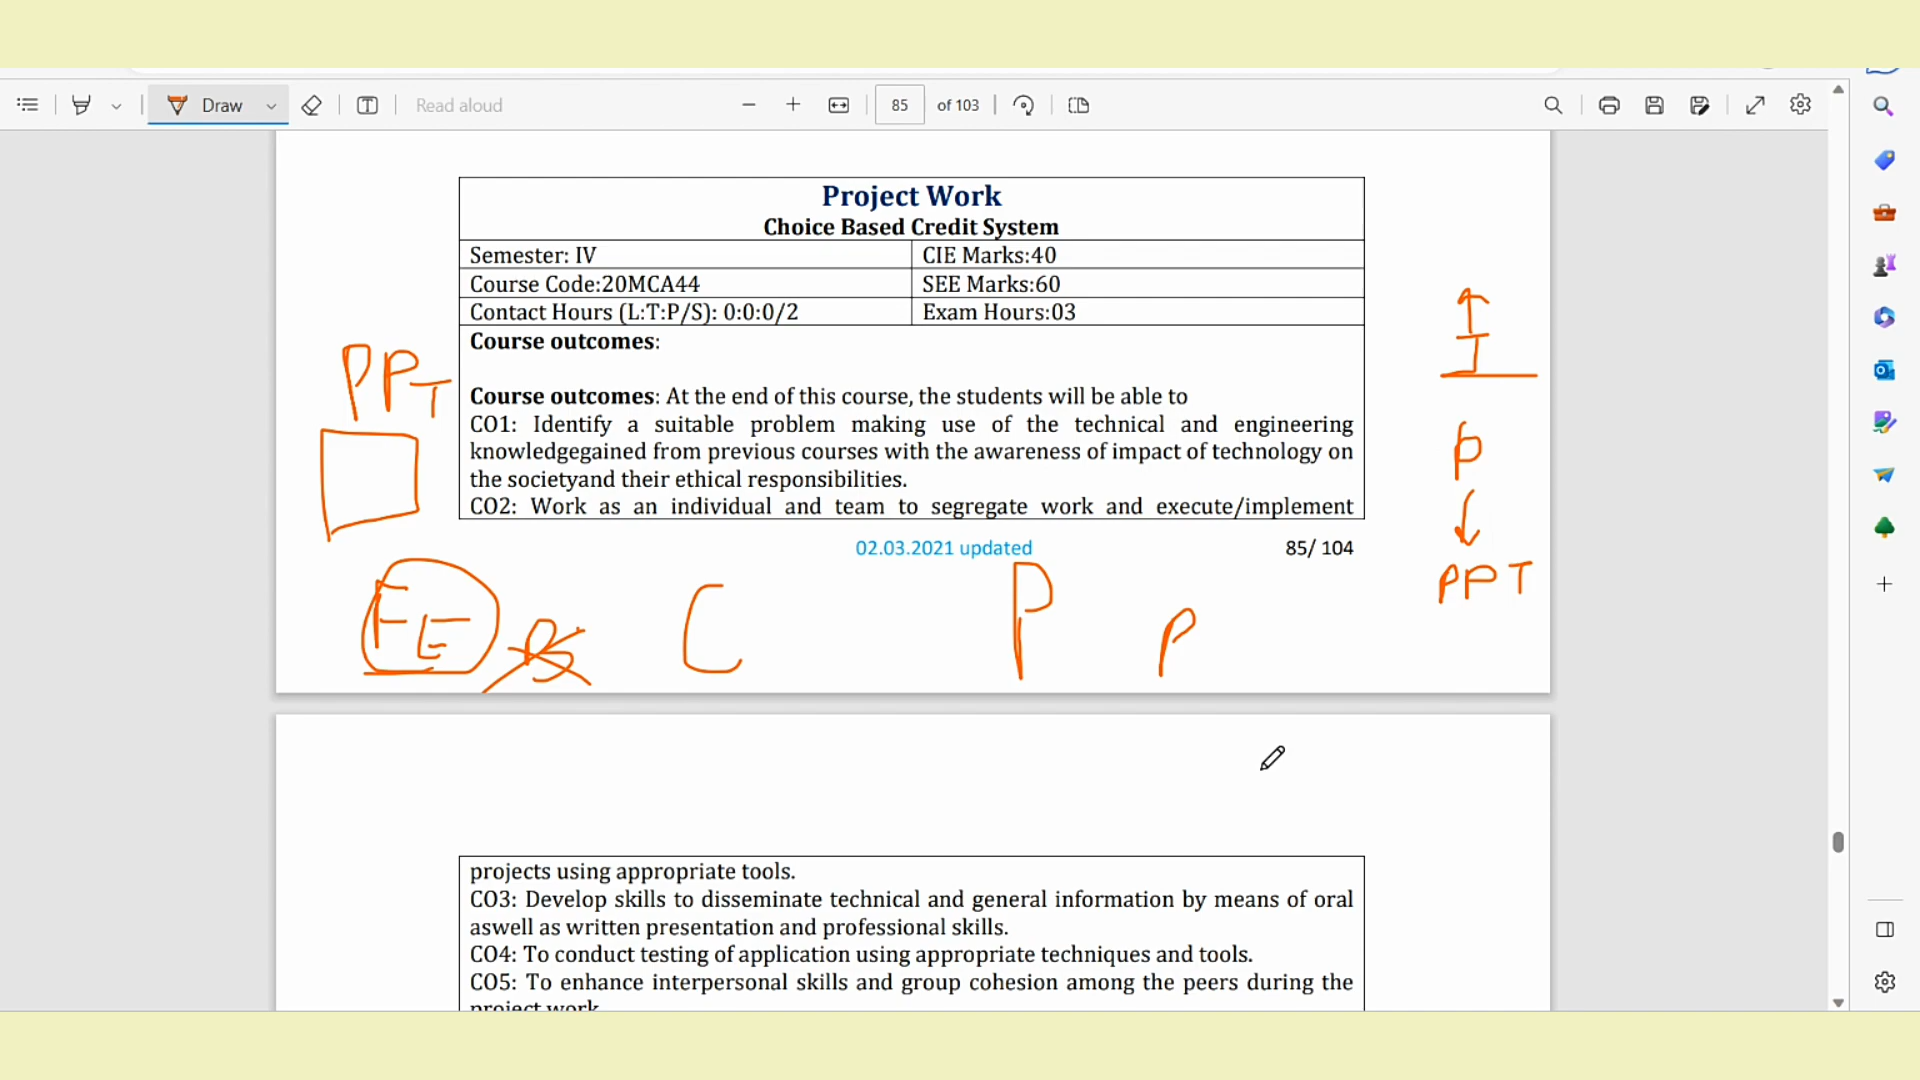 Draw
Read aloud
85 of 103
Project Work
Choice Based Credit System
Semester: IV
CIE Marks:40
Course Code:20MCA44
SEE Marks:60
Contact Hours (L:T:P/S): 0:0:0/2
Exam Hours:03
Course outcomes:
Course outcomes: At the end of this course, the students will be able to
CO1: Identify a suitable problem making use of the technical and engineering
knowledgegained from previous courses with the awareness of impact of technology on
the societyand their ethical responsibilities.
CO2: Work as an individual and team to segregate work and execute/implement
02.03.2021 updated
85/ 104
PPT
I
P
PPT
FE
C
P
P
projects using appropriate tools.
CO3: Develop skills to disseminate technical and general information by means of oral
aswell as written presentation and professional skills.
CO4: To conduct testing of application using appropriate techniques and tools.
CO5: To enhance interpersonal skills and group cohesion among the peers during the
project work